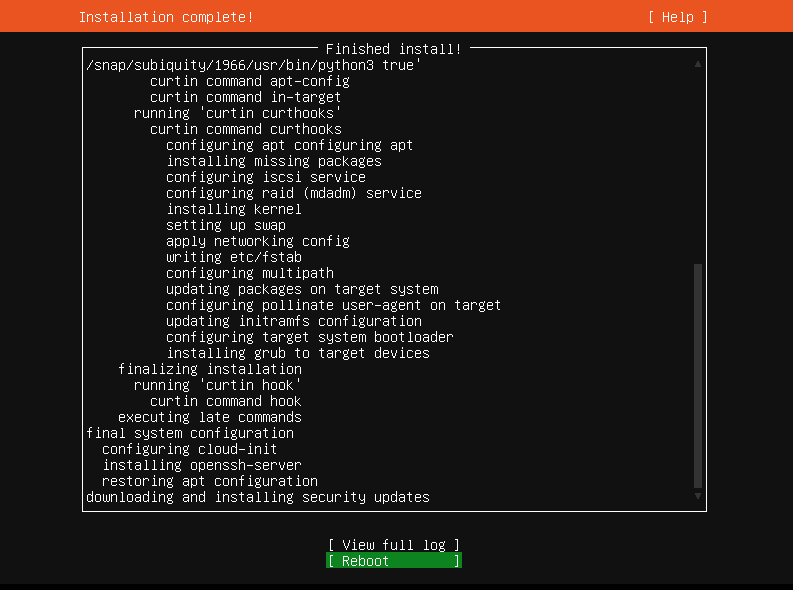 Installation complete! [ Help ]
Finished install!
/snap/subiquity/1966/usr/bin/python3 true'
curtin command apt-config
curtin command in-target
running 'curtin curthooks'
curtin command curthooks
configuring apt configuring apt
installing missing packages
configuring iscsi service
configuring raid (mdadm) service
installing kernel
setting up swap
apply networking config
writing etc/fstab
configuring multipath
updating packages on target system
configuring pollinate user-agent on target
updating initramfs configuration
configuring target system bootloader
installing grub to target devices
finalizing installation
running 'curtin hook'
curtin command hook
executing late commands
final system configuration
configuring cloud-init
installing openssh-server
restoring apt configuration
downloading and installing security updates
[ View full log ]
[ Reboot ]